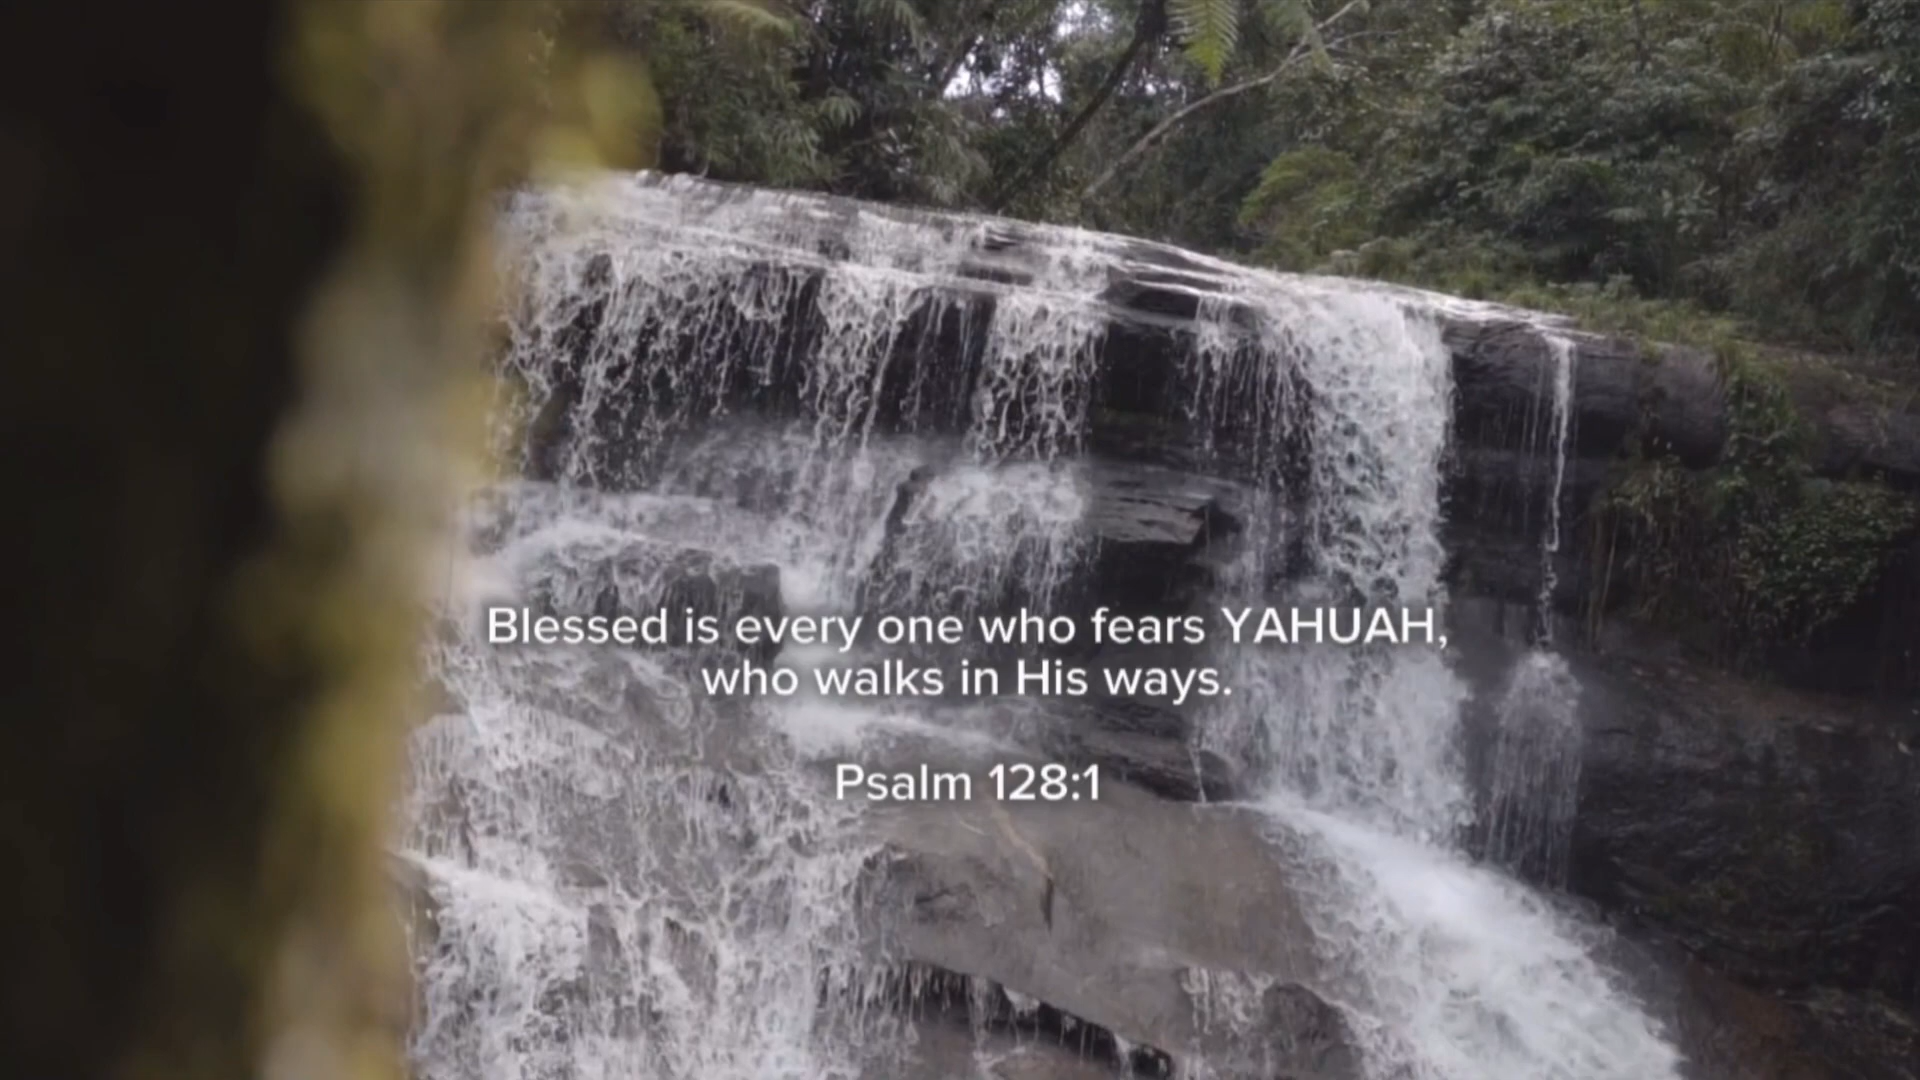 Blessed is every one who fears YAHUAH,
who walks in His ways.
Psalm 128:1